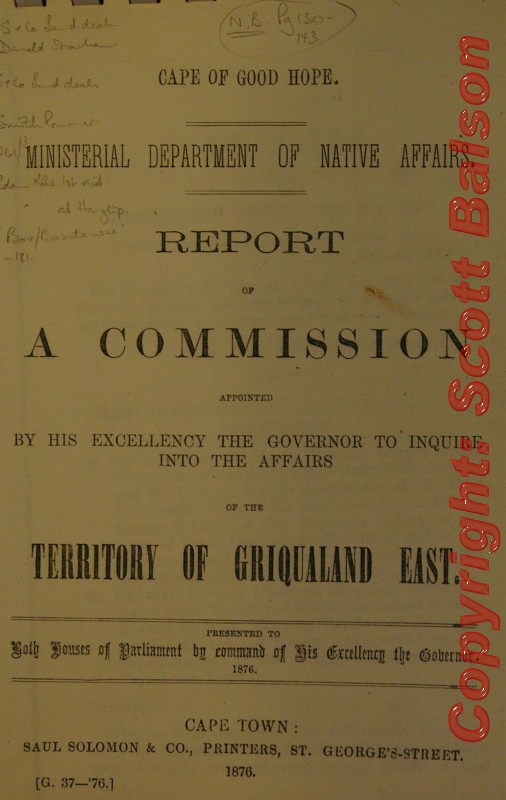 N.B. Pg 130-
143
CAPE OF GOOD HOPE.
MINISTERIAL DEPARTMENT OF NATIVE AFFAIRS.
at
REPORT
OF
A COMMISSION
APPOINTED
BY HIS EXCELLENCY THE GOVERNOR TO INQUIRE
INTO THE AFFAIRS
OF THE
TERRITORY OF GRIQUALAND EAST.
PRESENTED TO
Both Houses of Parliament by command of His Excellency the Governor
1876.
CAPE TOWN:
SAUL SOLOMON & CO., PRINTERS, ST. GEORGE'S-STREET.
1876.
[G. 37—'76.]
Copyright: Scott Balson